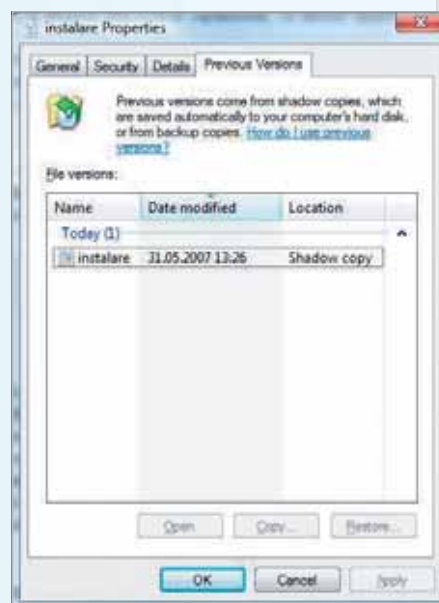 instalare Properties
General Security Details Previous Versions
Previous versions come from shadow copies, which
are saved automatically to your computer's hard disk,
or from backup copies. How do I use previous
versions?
File versions:
Name Date modified Location
Today (1)
instalare 31.05.2007 13:26 Shadow copy
Open Copy... Restore...
OK Cancel Apply